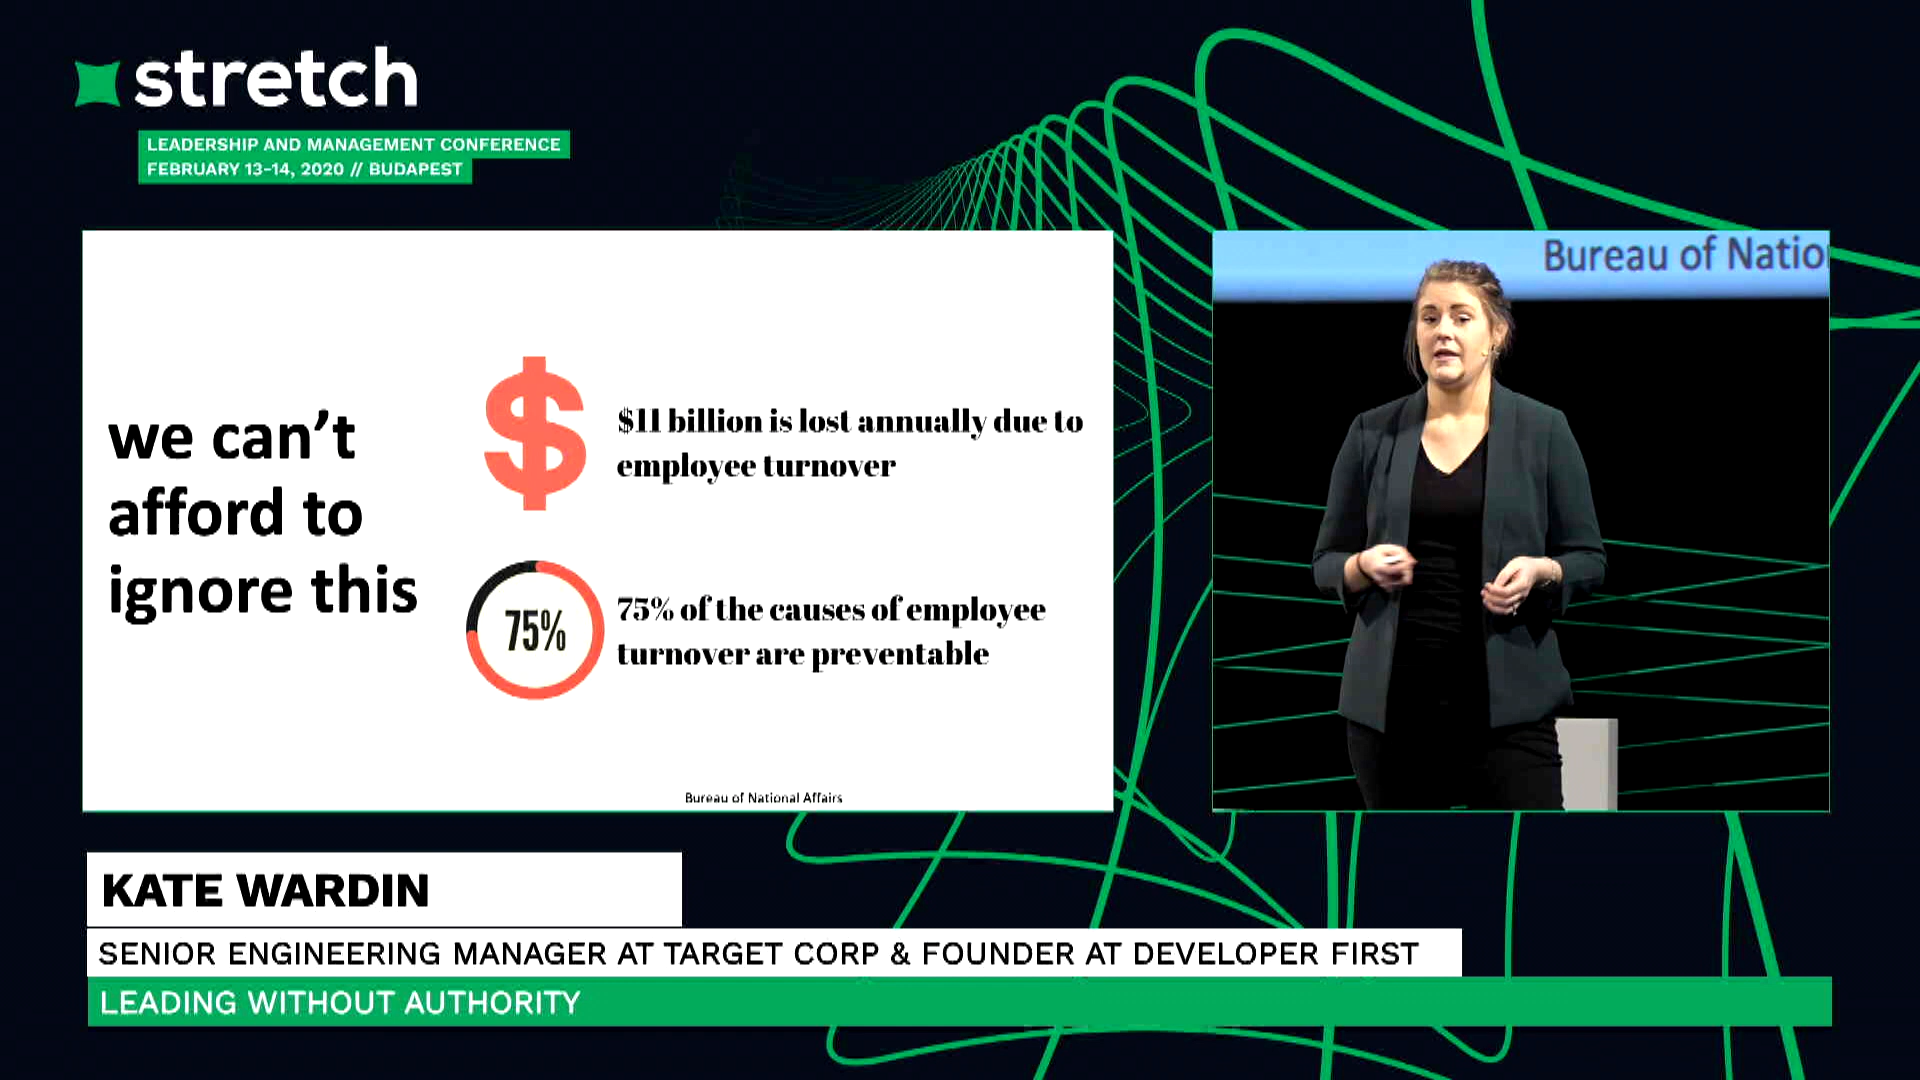 stretch
LEADERSHIP AND MANAGEMENT CONFERENCE
FEBRUARY 13-14, 2020 // BUDAPEST
we can't
afford to
ignore this
$
$11 billion is lost annually due to
employee turnover
75%
75% of the causes of employee
turnover are preventable
Bureau of National Affairs
Bureau of Natio
KATE WARDIN
SENIOR ENGINEERING MANAGER AT TARGET CORP & FOUNDER AT DEVELOPER FIRST
LEADING WITHOUT AUTHORITY